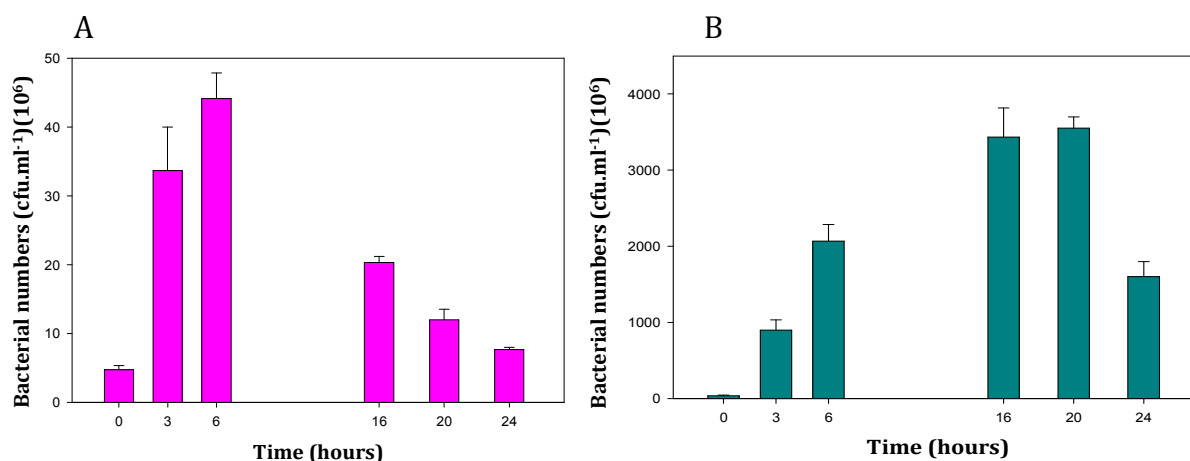 A
Bacterial numbers (cfu.ml⁻¹)(10⁶)
50
40
30
20
10
0
0 3 6 16 20 24
Time (hours)
B
Bacterial numbers (cfu.ml⁻¹)(10⁶)
4000
3000
2000
1000
0
0 3 6 16 20 24
Time (hours)